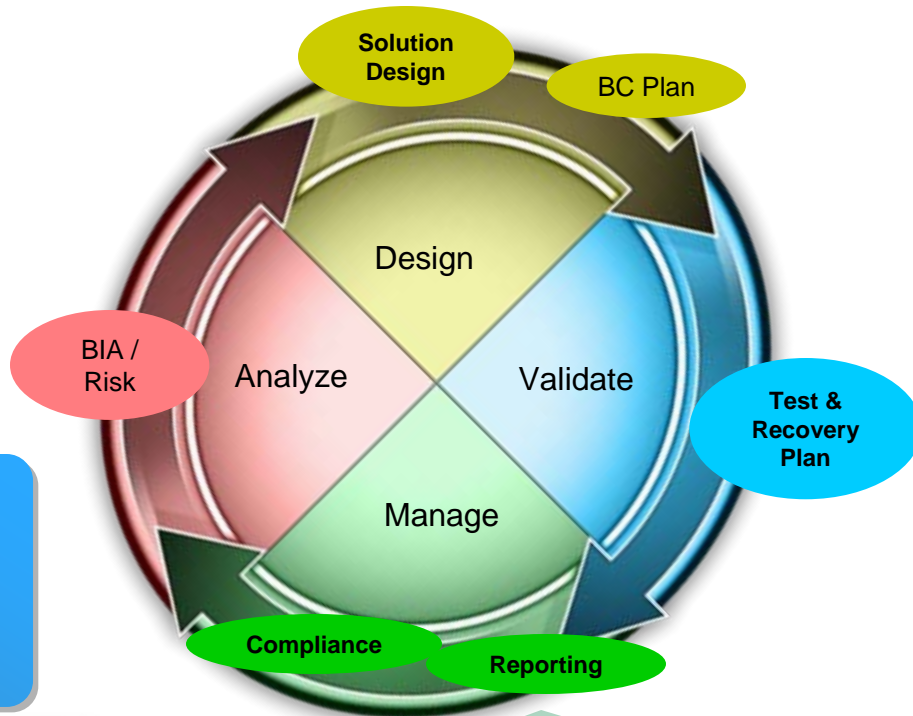 Solution
Design
BC Plan
Design
BIA /
Risk
Analyze
Validate
Test &
Recovery
Plan
Manage
Compliance
Reporting